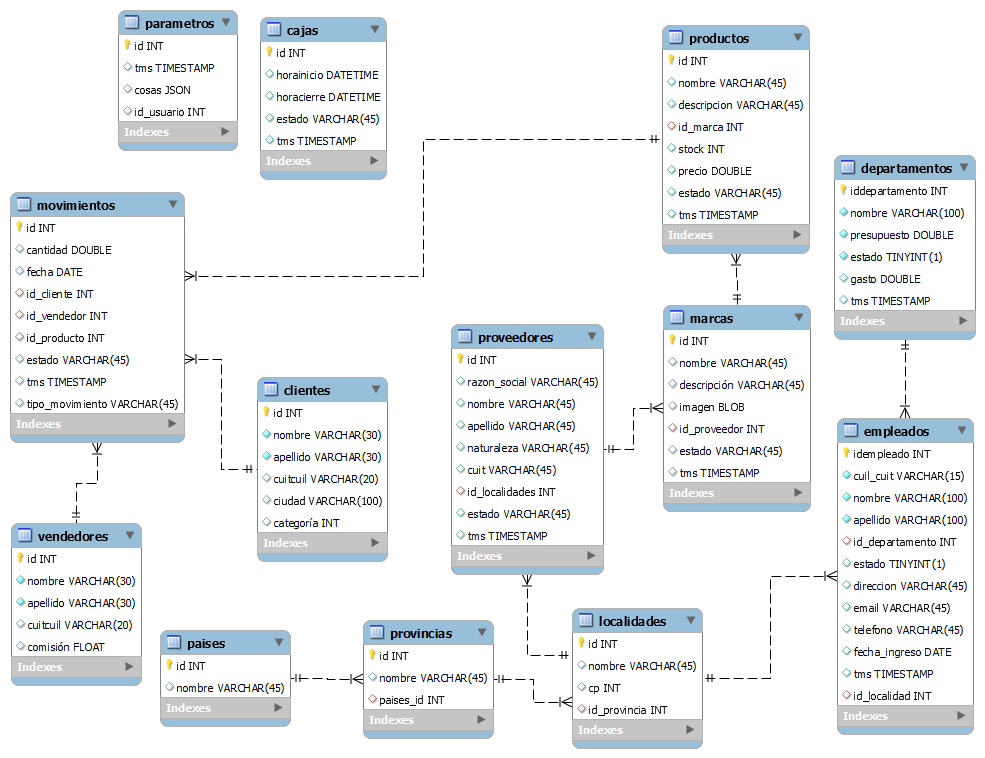 parametros
id INT
tms TIMESTAMP
cosas JSON
id_usuario INT
Indexes
cajas
id INT
horainicio DATETIME
horacierre DATETIME
estado VARCHAR(45)
tms TIMESTAMP
Indexes
productos
id INT
nombre VARCHAR(45)
descripcion VARCHAR(45)
id_marca INT
stock INT
precio DOUBLE
estado VARCHAR(45)
tms TIMESTAMP
Indexes
departamentos
iddepartamento INT
nombre VARCHAR(100)
presupuesto DOUBLE
estado TINYINT(1)
gasto DOUBLE
tms TIMESTAMP
Indexes
movimientos
id INT
cantidad DOUBLE
fecha DATE
id_cliente INT
id_vendedor INT
id_producto INT
estado VARCHAR(45)
tms TIMESTAMP
tipo_movimiento VARCHAR(45)
Indexes
clientes
id INT
nombre VARCHAR(30)
apellido VARCHAR(30)
cuitcuil VARCHAR(20)
ciudad VARCHAR(100)
categoría INT
Indexes
proveedores
id INT
razon_social VARCHAR(45)
nombre VARCHAR(45)
apellido VARCHAR(45)
naturaleza VARCHAR(45)
cuit VARCHAR(45)
id_localidades INT
estado VARCHAR(45)
tms TIMESTAMP
Indexes
marcas
id INT
nombre VARCHAR(45)
descripción VARCHAR(45)
imagen BLOB
id_proveedor INT
estado VARCHAR(45)
tms TIMESTAMP
Indexes
empleados
idempleado INT
cuil_cuit VARCHAR(15)
nombre VARCHAR(100)
apellido VARCHAR(100)
id_departamento INT
estado TINYINT(1)
direccion VARCHAR(45)
email VARCHAR(45)
telefono VARCHAR(45)
fecha_ingreso DATE
tms TIMESTAMP
id_localidad INT
Indexes
vendedores
id INT
nombre VARCHAR(30)
apellido VARCHAR(30)
cuitcuil VARCHAR(20)
comisión FLOAT
Indexes
paises
id INT
nombre VARCHAR(45)
Indexes
provincias
id INT
nombre VARCHAR(45)
paises_id INT
Indexes
localidades
id INT
nombre VARCHAR(45)
cp INT
id_provincia INT
Indexes